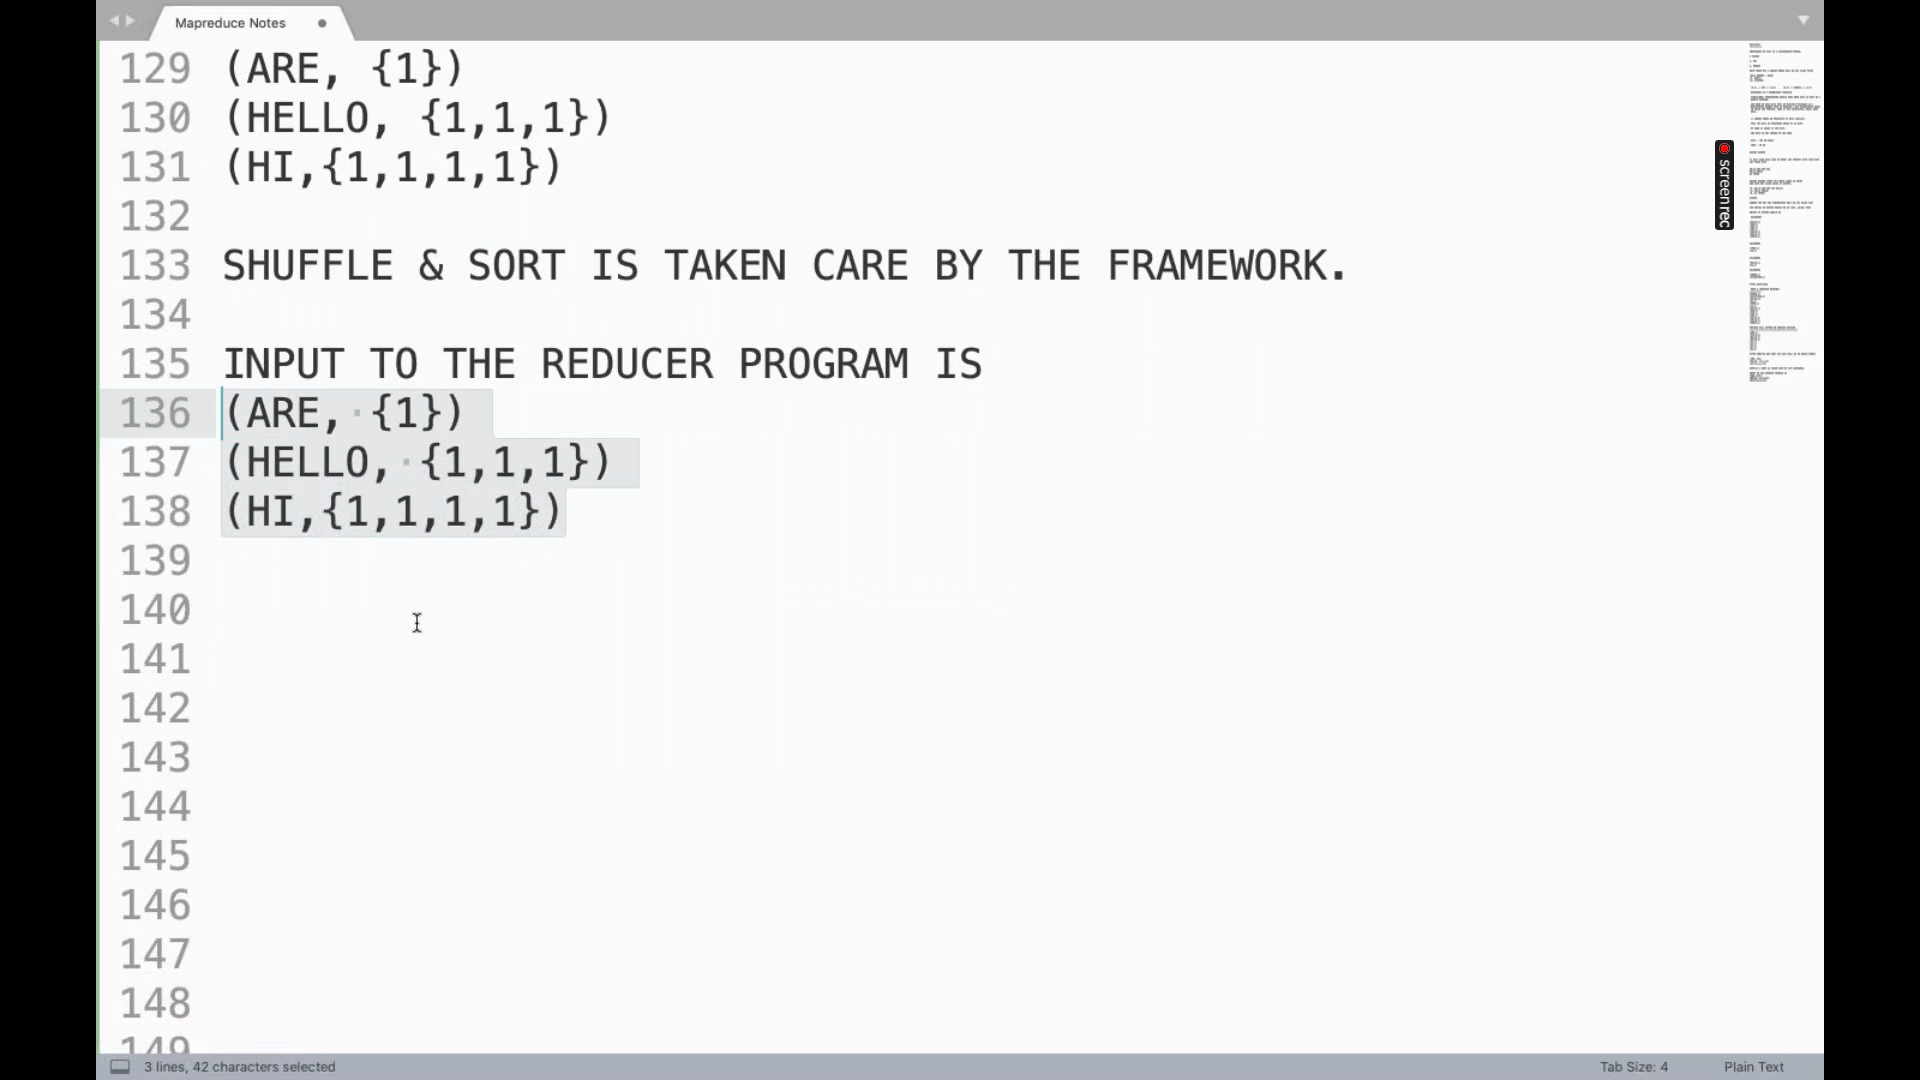 Mapreduce Notes
129 (ARE, {1})
130 (HELLO, {1,1,1})
131 (HI,{1,1,1,1})
132
133 SHUFFLE & SORT IS TAKEN CARE BY THE FRAMEWORK.
134
135 INPUT TO THE REDUCER PROGRAM IS
136 (ARE, {1})
137 (HELLO, {1,1,1})
138 (HI,{1,1,1,1})
139
140
141
142
143
144
145
146
147
148
149
screenrec
3 lines, 42 characters selected
Tab Size: 4
Plain Text